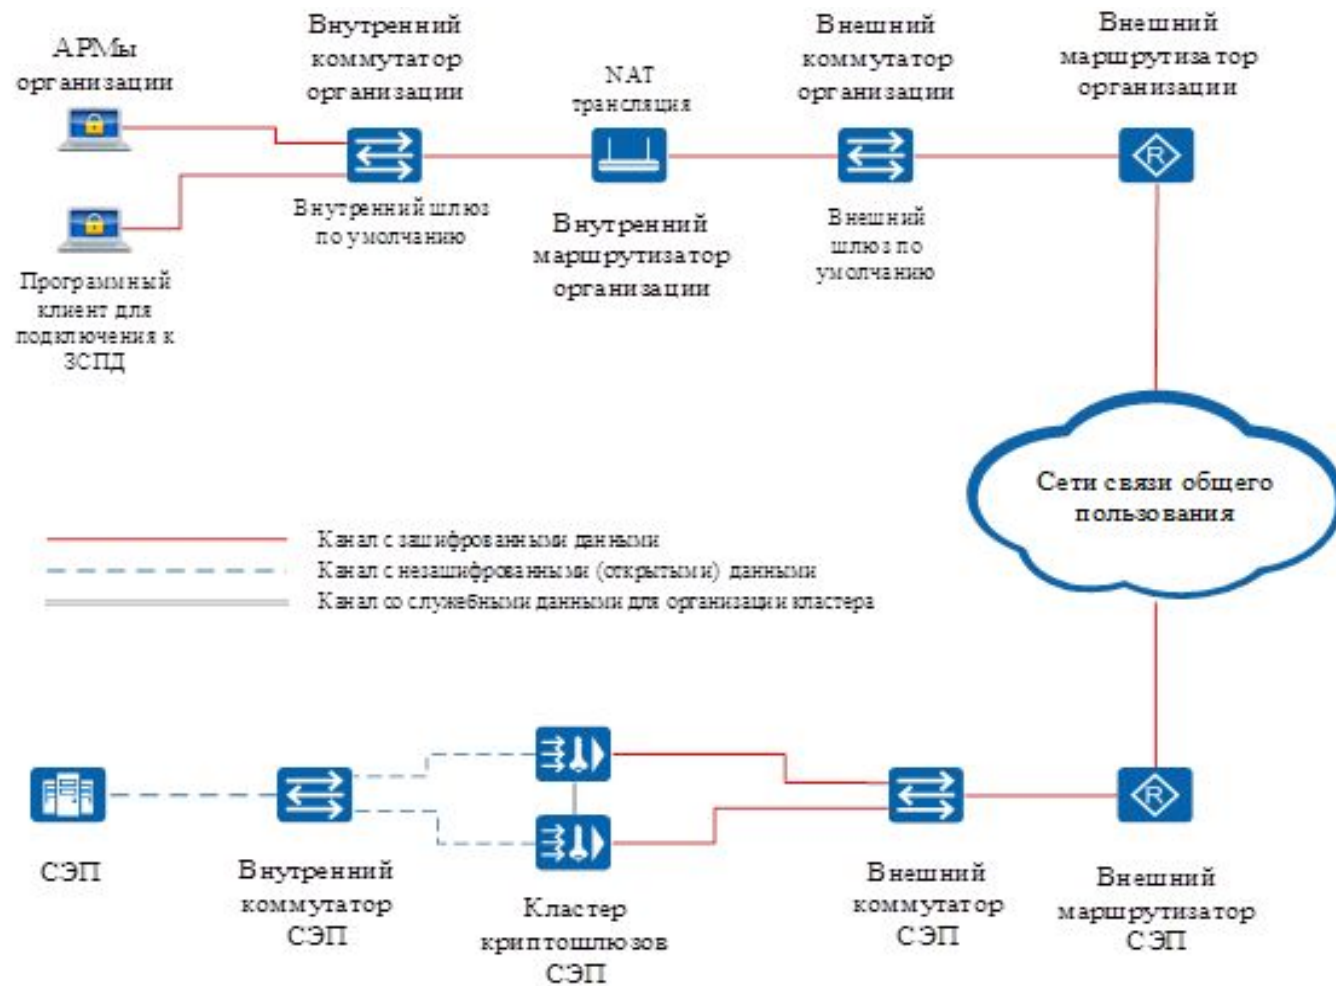 АРМы
организации
Внутренний
коммутатор
организации
NAT
трансляция
Внешний
коммутатор
организации
Внешний
маршрутизатор
организации
R
Внутренний шлюз
по умолчанию
Внутренний
маршрутизатор
организации
Внешний
шлюз по
умолчанию
Программный
клиент для
подключения к
ЗСПД
Сети связи общего
пользования
Канал с зашифрованными данными
Канал с незашифрованными (открытыми) данными
Канал со служебными данными для организации кластера
R
СЭП
Внутренний
коммутатор
СЭП
Кластер
криптошлюзов
СЭП
Внешний
коммутатор
СЭП
Внешний
маршрутизатор
СЭП